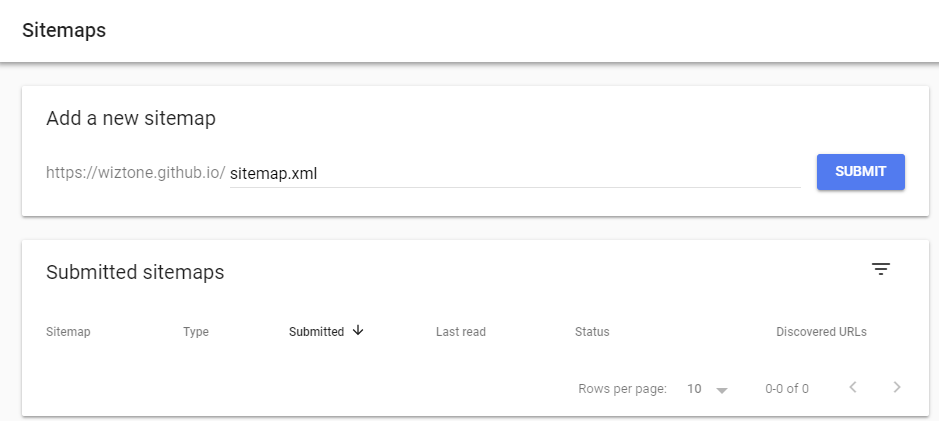 Sitemaps
Add a new sitemap
https://wiztone.github.io/ sitemap.xml SUBMIT
Submitted sitemaps
Sitemap Type Submitted Last read Status Discovered URLs
Rows per page: 10 0-0 of 0